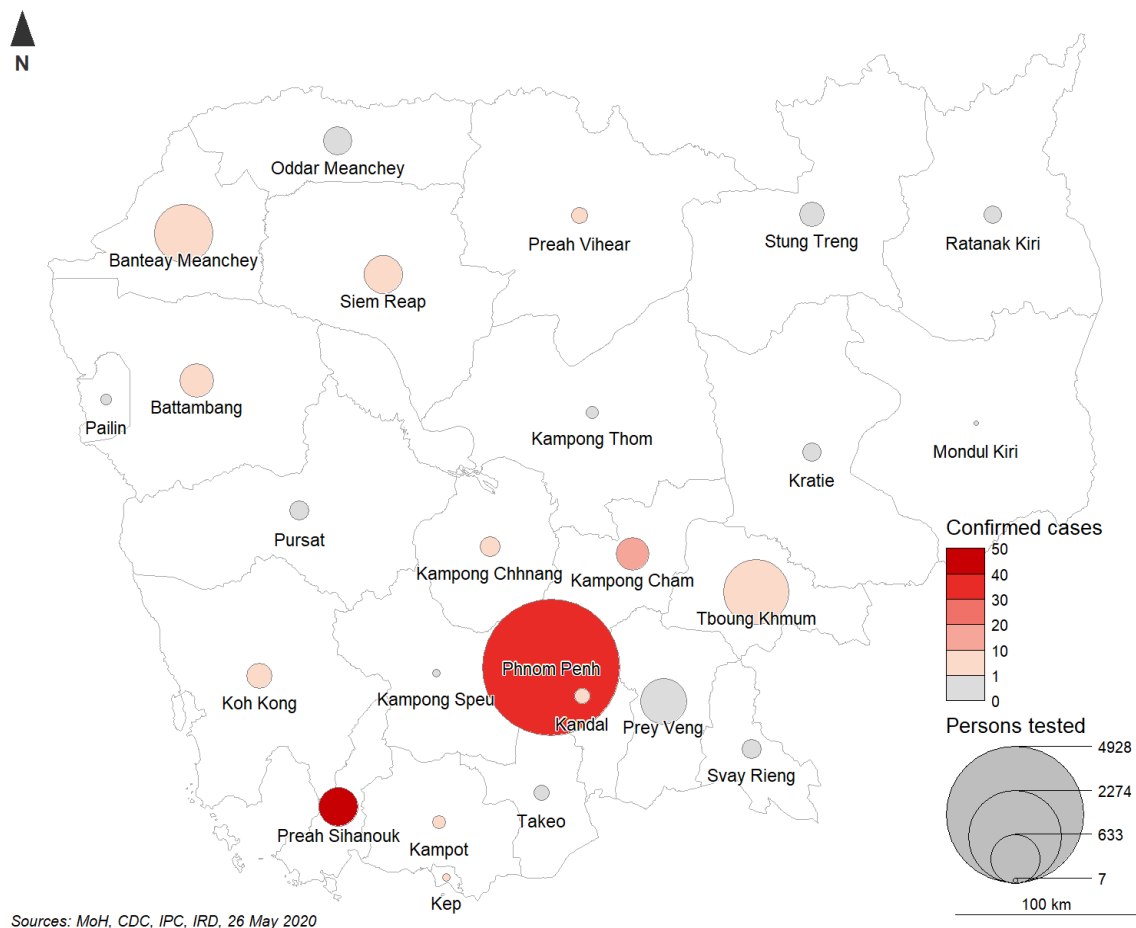 N
Oddar Meanchey
Banteay Meanchey
Siem Reap
Preah Vihear
Stung Treng
Ratanak Kiri
Battambang
Pailin
Kampong Thom
Mondul Kiri
Kratie
Pursat
Kampong Chhnang
Kampong Cham
Tboung Khmum
Phnom Penh
Koh Kong
Kampong Speu
Kandal
Prey Veng
Svay Rieng
Takeo
Preah Sihanouk
Kampot
Kep
Confirmed cases
50
40
30
20
10
1
0
Persons tested
4928
2274
633
7
100 km
Sources: MoH, CDC, IPC, IRD, 26 May 2020